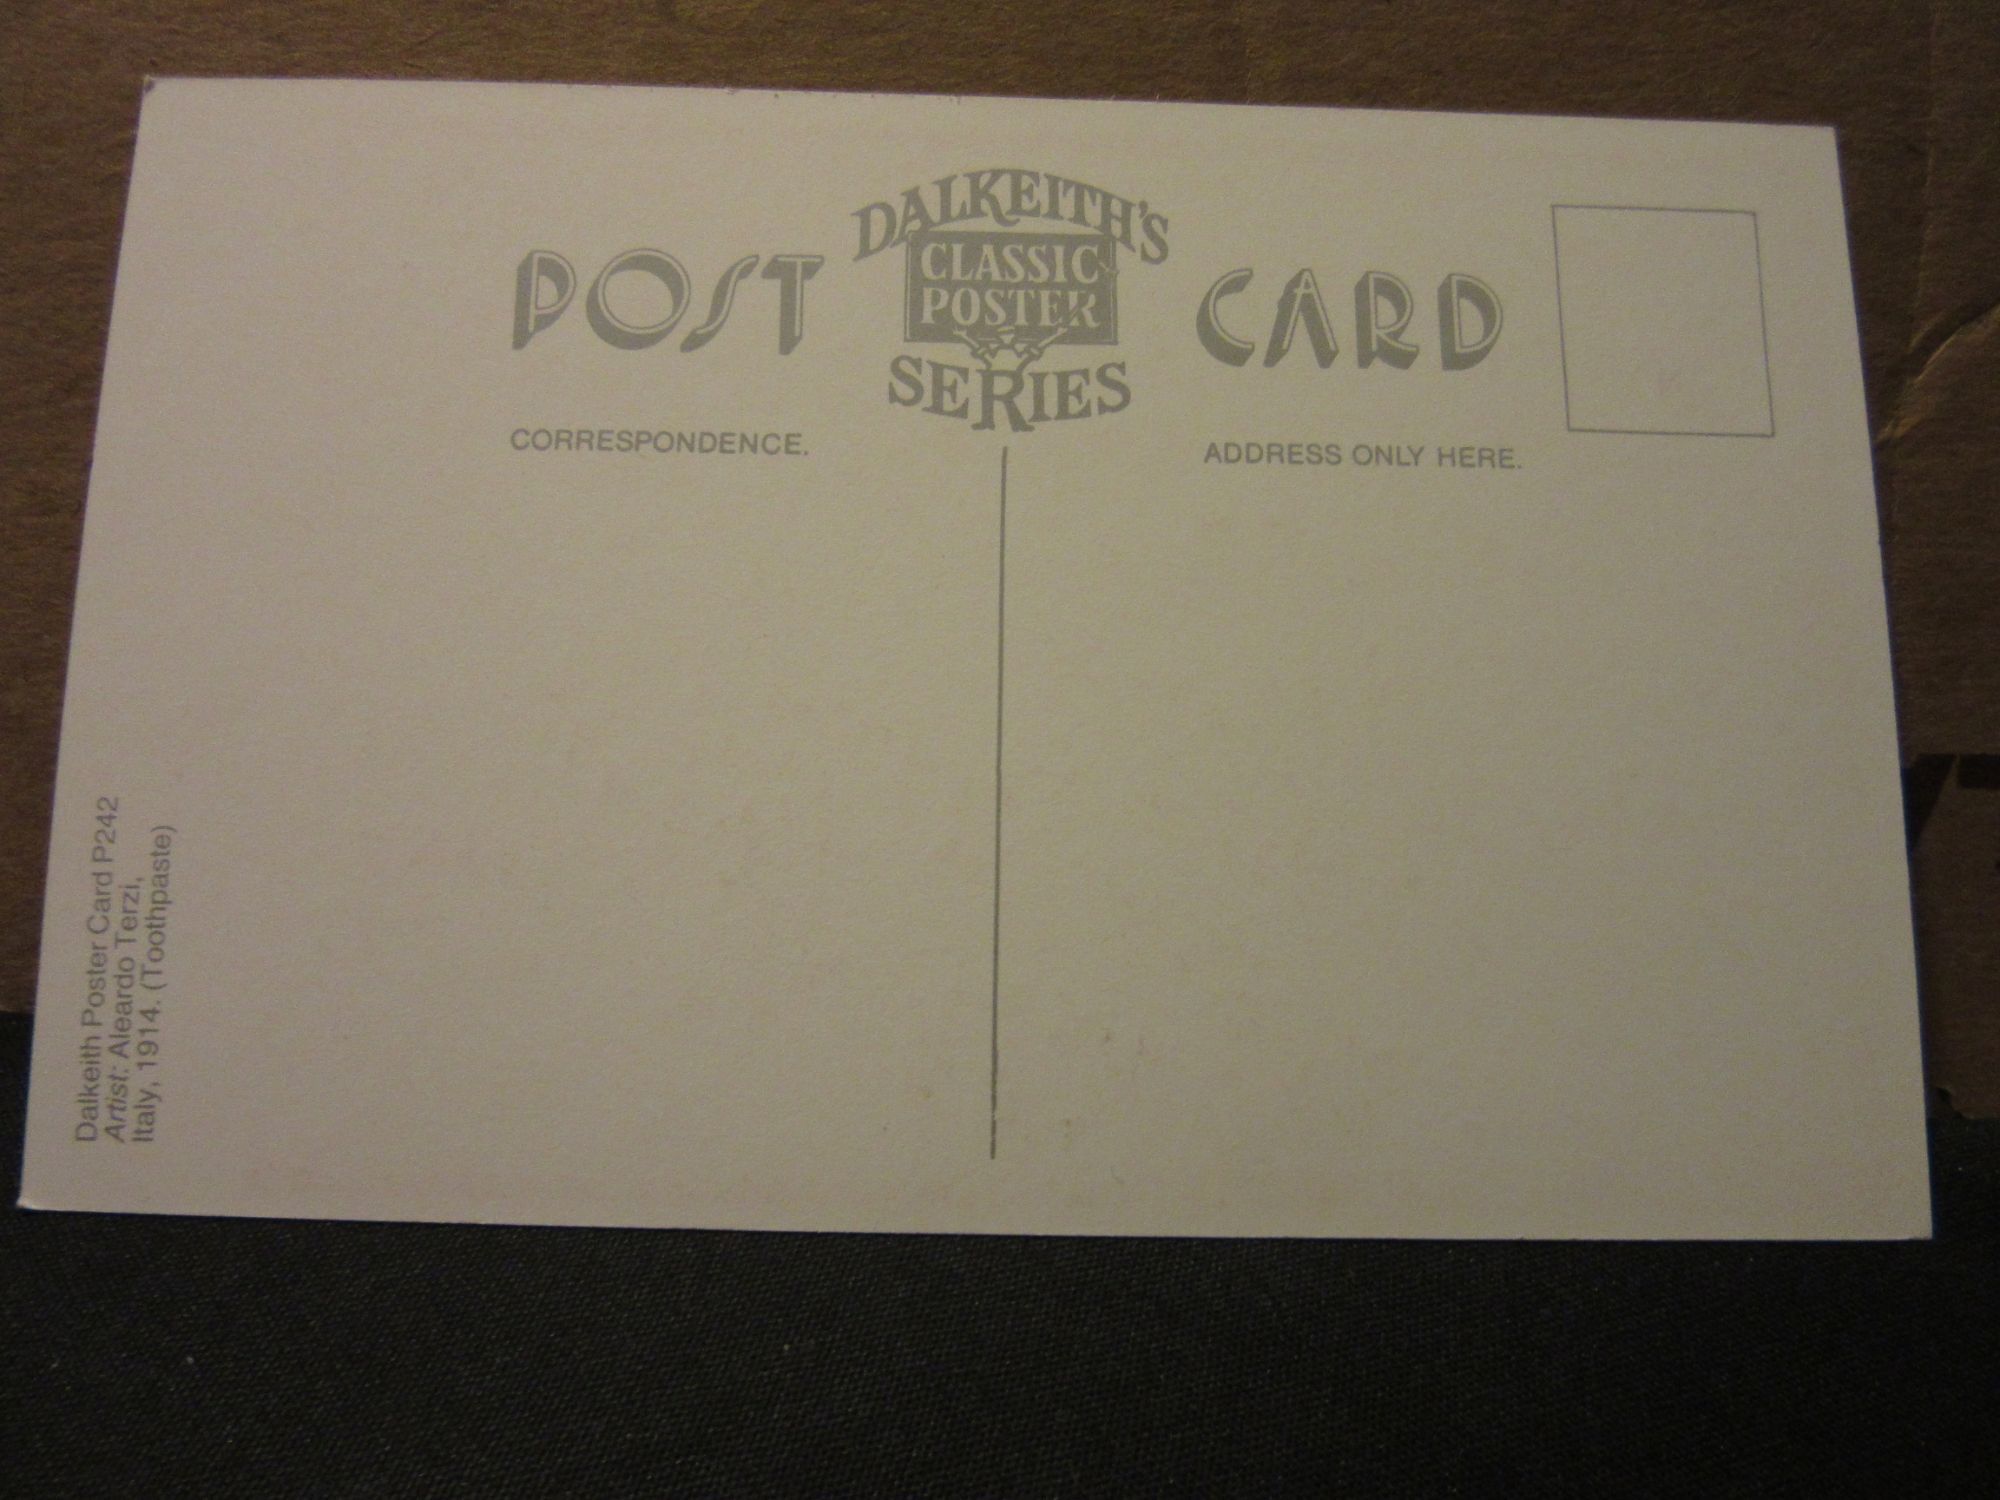 DALKEITH'S
CLASSIC
POSTER
SERIES
POST CARD
CORRESPONDENCE.
ADDRESS ONLY HERE.
Dalkeith Poster Card P242
Artist: Aleardo Terzi,
Italy, 1914. (Toothpaste)